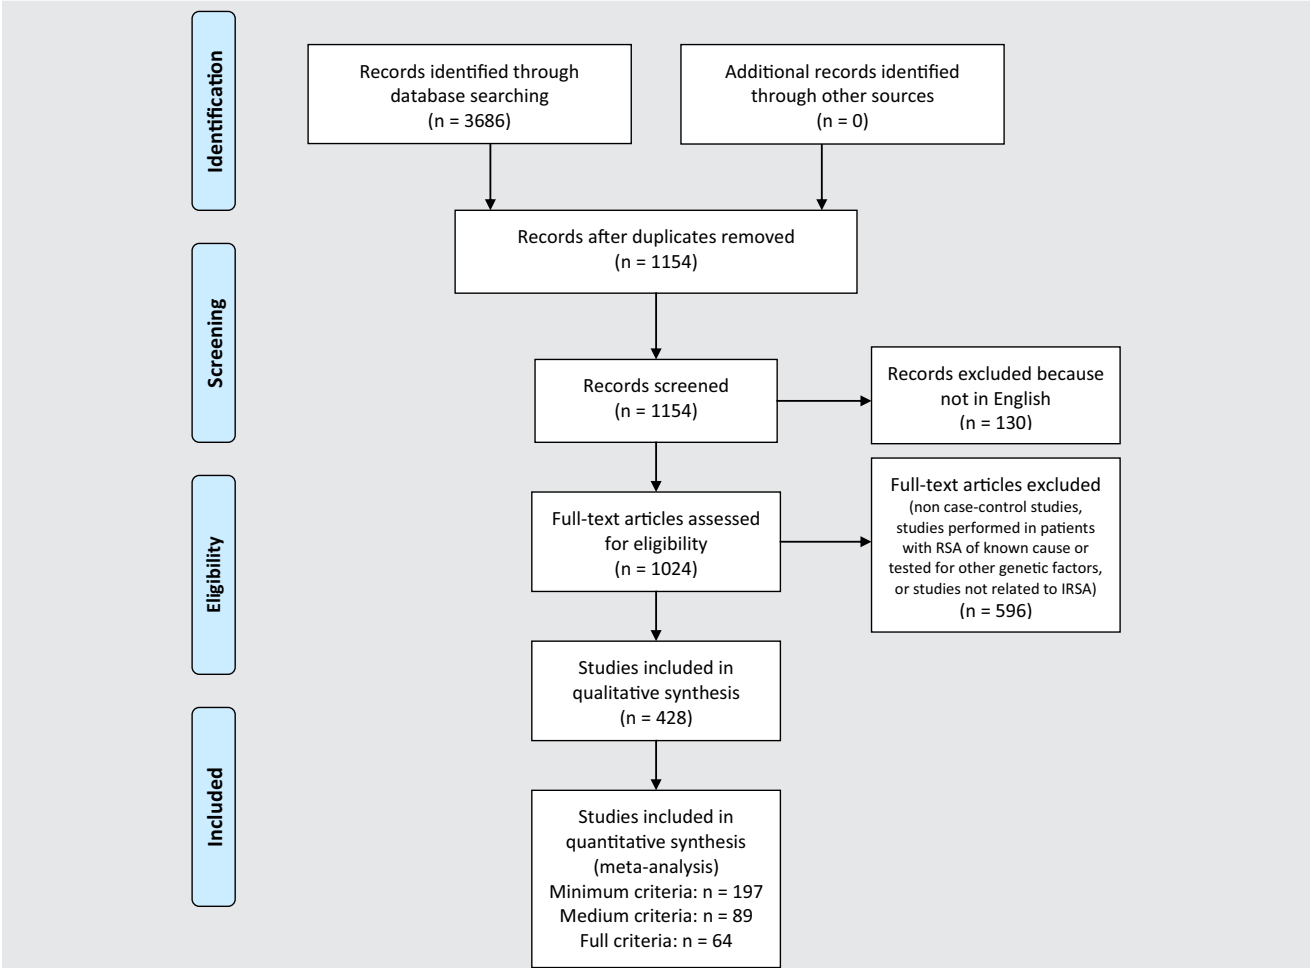 Identification
Records identified through
database searching
(n = 3686)
Additional records identified
through other sources
(n = 0)
Records after duplicates removed
(n = 1154)
Screening
Records screened
(n = 1154)
Records excluded because
not in English
(n = 130)
Eligibility
Full-text articles assessed
for eligibility
(n = 1024)
Full-text articles excluded
(non case-control studies,
studies performed in patients
with RSA of known cause or
tested for other genetic factors,
or studies not related to IRSA)
(n = 596)
Studies included in
qualitative synthesis
(n = 428)
Included
Studies included in
quantitative synthesis
(meta-analysis)
Minimum criteria: n = 197
Medium criteria: n = 89
Full criteria: n = 64